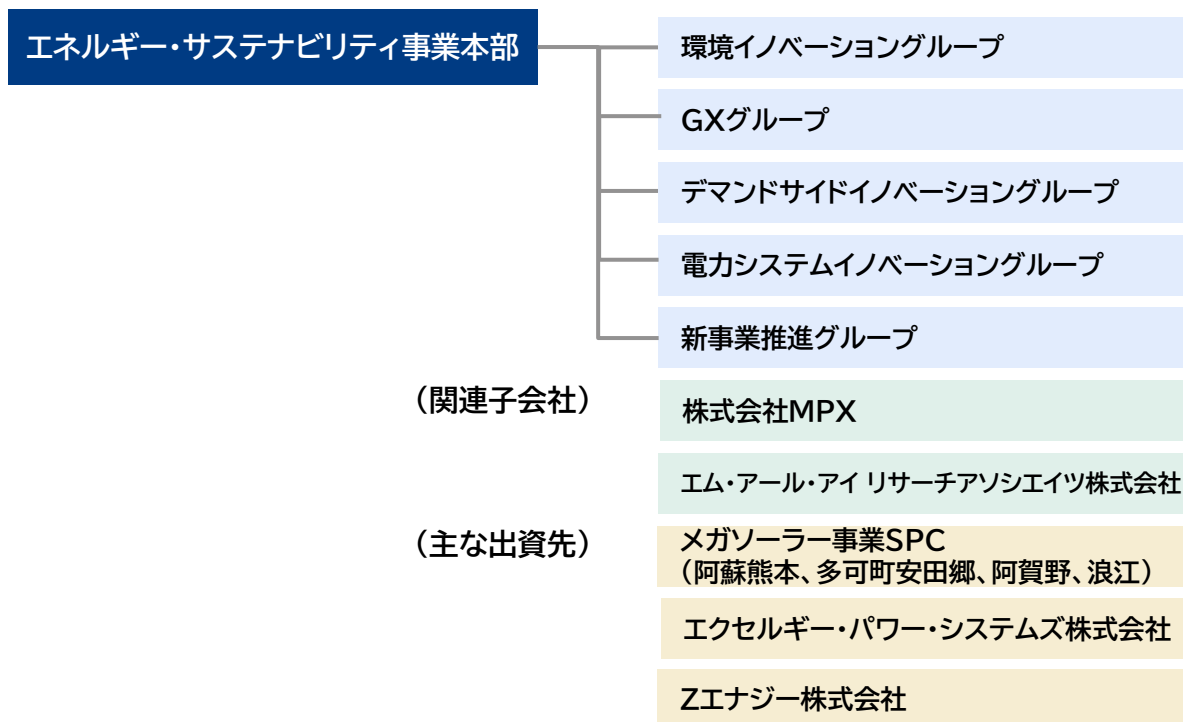 エネルギー・サステナビリティ事業本部
環境イノベーショングループ
GXグループ
デマンドサイドイノベーショングループ
電力システムイノベーショングループ
新事業推進グループ
（関連子会社）
株式会社MPX
エム・アール・アイ リサーチアソシエイツ株式会社
（主な出資先）
メガソーラー事業SPC
（阿蘇熊本、多可町安田郷、阿賀野、浪江）
エクセルギー・パワー・システムズ株式会社
Zエナジー株式会社